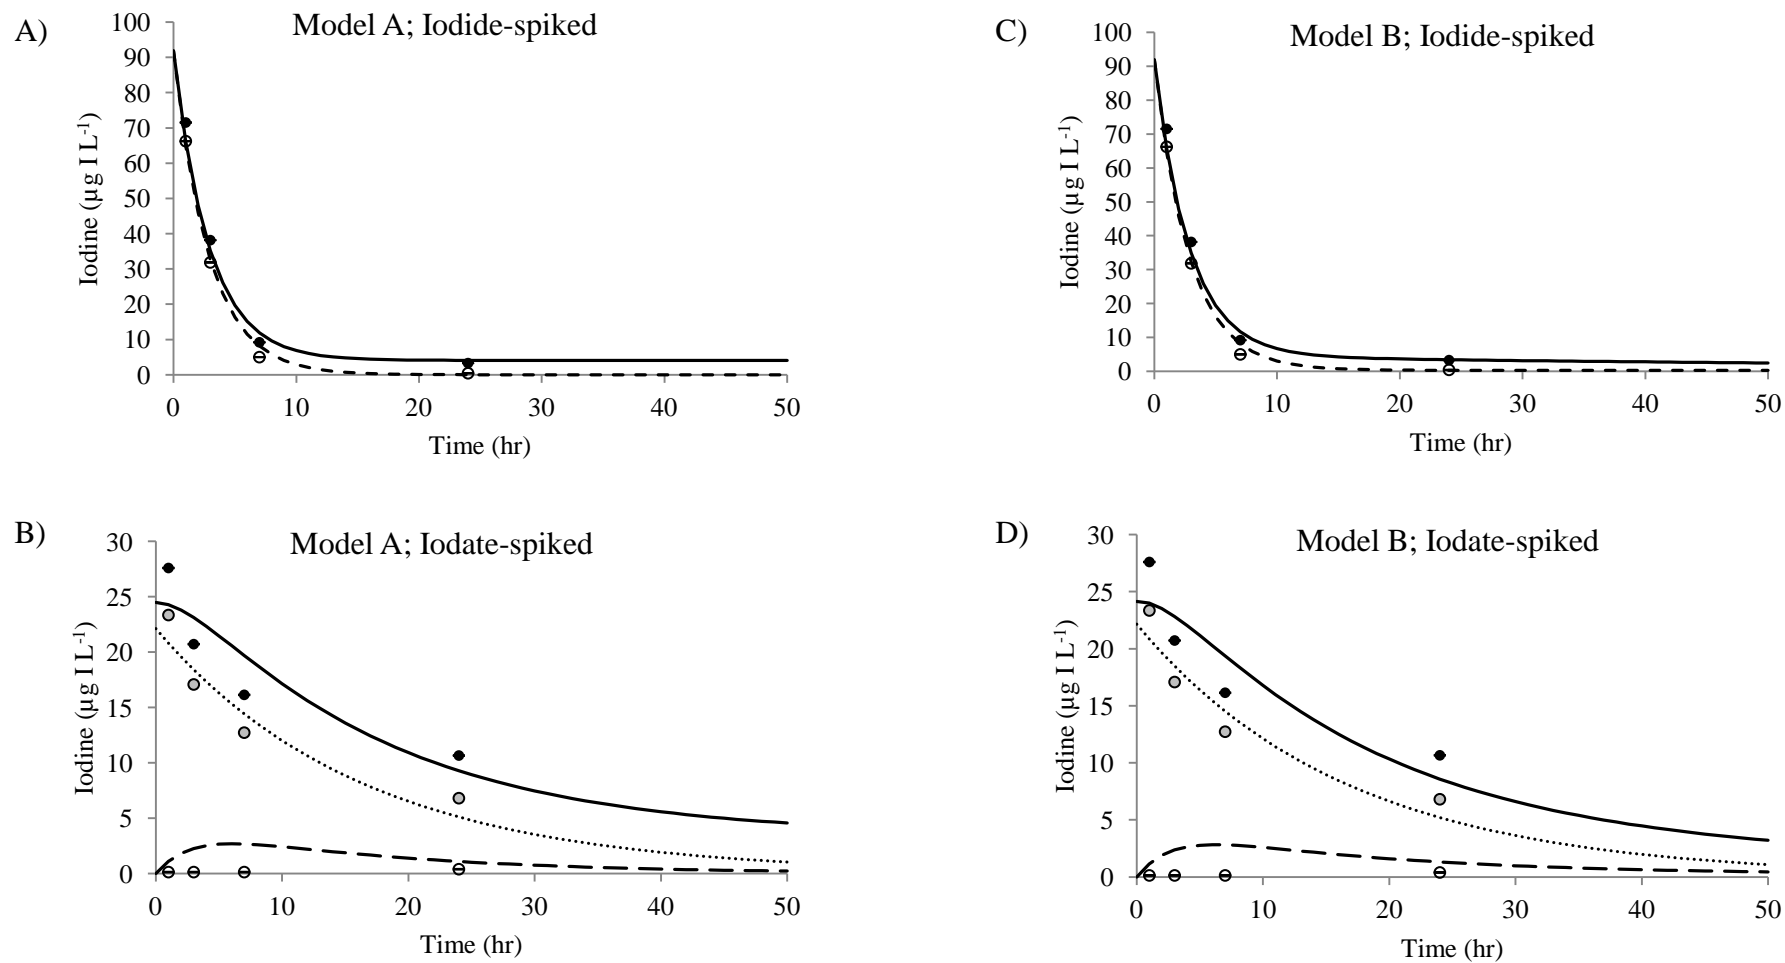 A)
Model A; Iodide-spiked
100
90
80
70
60
50
40
30
20
10
0
Iodine (µg I L-1)
0 10 20 30 40 50
Time (hr)
C)
Model B; Iodide-spiked
100
90
80
70
60
50
40
30
20
10
0
Iodine (µg I L-1)
0 10 20 30 40 50
Time (hr)
B)
Model A; Iodate-spiked
30
25
20
15
10
5
0
Iodine (µg I L-1)
0 10 20 30 40 50
Time (hr)
D)
Model B; Iodate-spiked
30
25
20
15
10
5
0
Iodine (µg I L-1)
0 10 20 30 40 50
Time (hr)